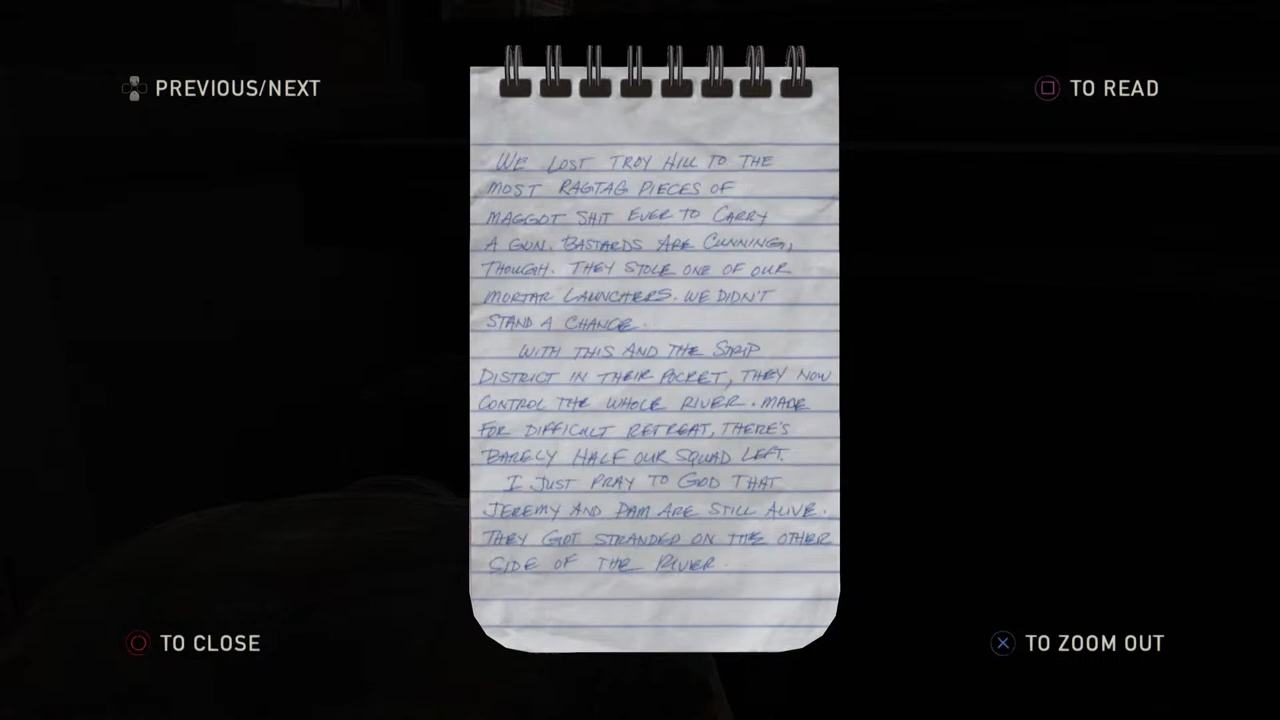 PREVIOUS/NEXT
TO READ
WE LOST TROY HILL TO THE
MOST RAGTAG PIECES OF
MAGGOT SHIT EVER TO CARRY
A GUN. BASTARDS ARE CUNNING,
THOUGH. THEY STOLE ONE OF OUR
MORTAR LAUNCHERS. WE DIDN'T
STAND A CHANCE.
WITH THIS AND THE STRIP
DISTRICT IN THEIR POCKET, THEY NOW
CONTROL THE WHOLE RIVER. MADE
FOR DIFFICULT RETREAT, THERE'S
BARELY HALF OUR SQUAD LEFT.
I JUST PRAY TO GOD THAT
JEREMY AND PAM ARE STILL ALIVE.
THEY GOT STRANDED ON THE OTHER
SIDE OF THE RIVER.
TO CLOSE
TO ZOOM OUT